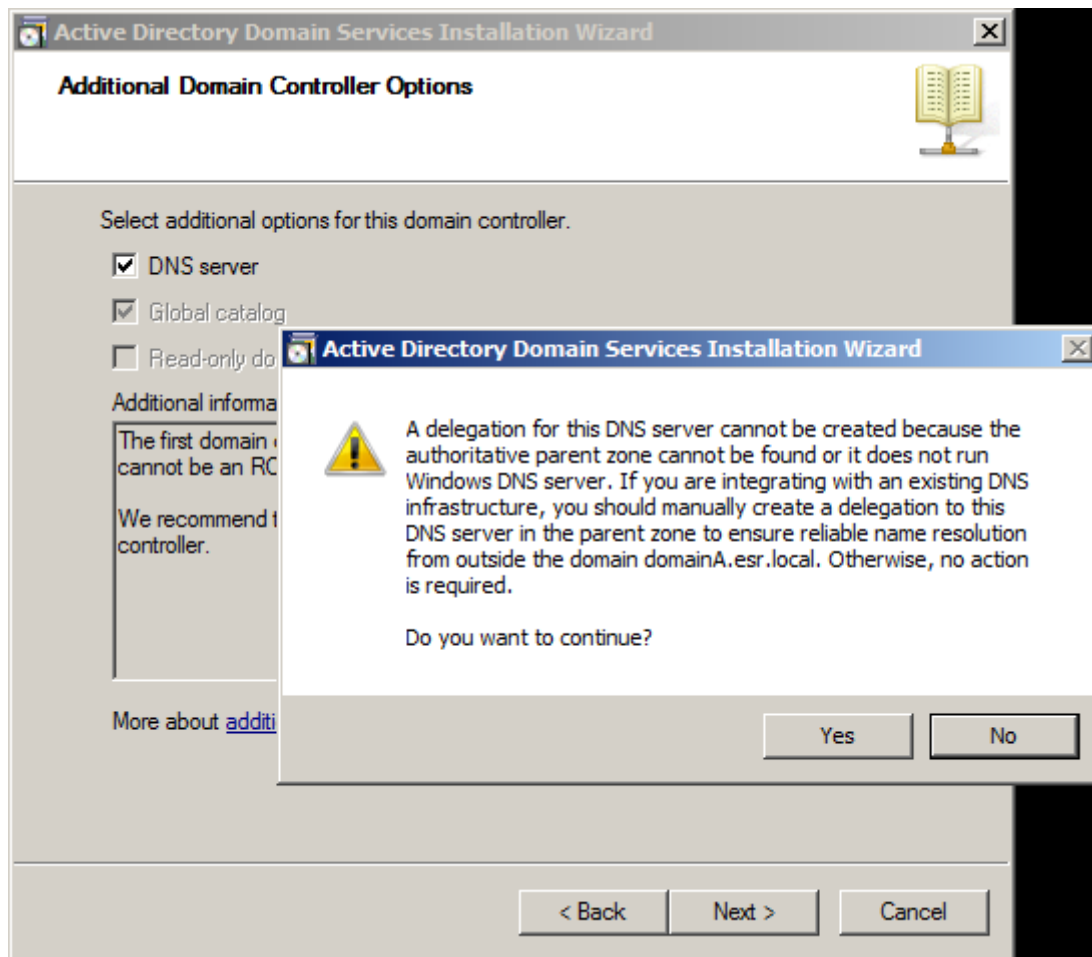 Active Directory Domain Services Installation Wizard
Additional Domain Controller Options
Select additional options for this domain controller.
DNS server
Global catalog
Read-only do
Additional informa
The first domain
cannot be an RO
We recommend
controller.
More about additi
Active Directory Domain Services Installation Wizard
A delegation for this DNS server cannot be created because the
authoritative parent zone cannot be found or it does not run
Windows DNS server. If you are integrating with an existing DNS
infrastructure, you should manually create a delegation to this
DNS server in the parent zone to ensure reliable name resolution
from outside the domain domainA.esr.local. Otherwise, no action
is required.
Do you want to continue?
Yes
No
< Back
Next >
Cancel